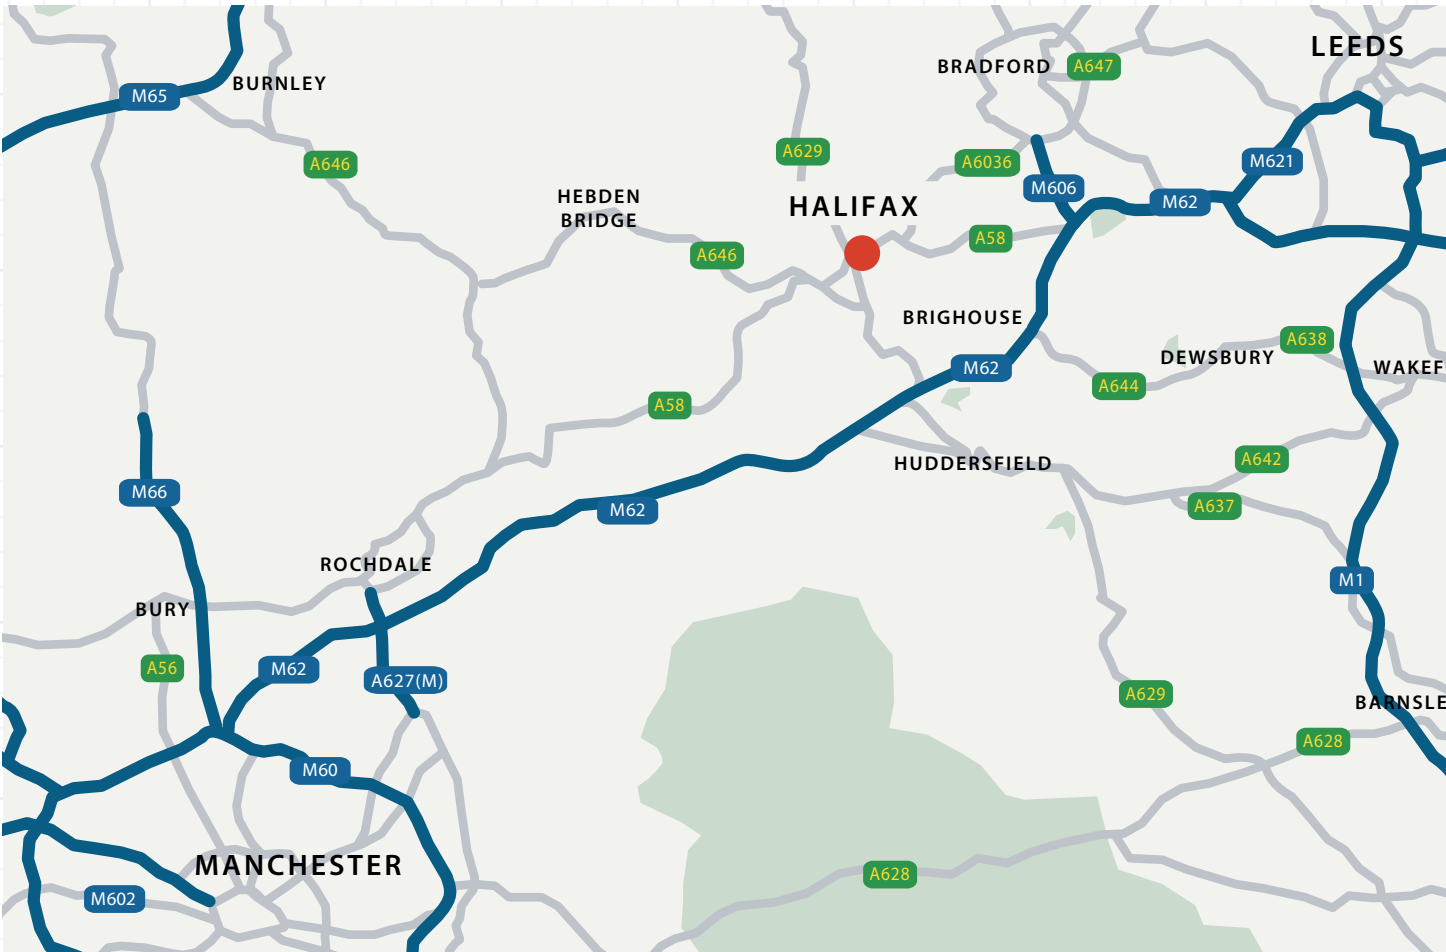 LEEDS
BRADFORD
A647
BURNLEY
M65
A629
M621
A6036
A646
M606
HEBDEN
BRIDGE
HALIFAX
M62
A58
A646
BRIGHOUSE
A638
DEWSBURY
WAKEF
M62
A644
A58
A642
HUDDERSFIELD
M66
A637
M62
ROCHDALE
M1
BURY
A56
M62
A627(M)
A629
BARNSLE
A628
M60
MANCHESTER
A628
M602